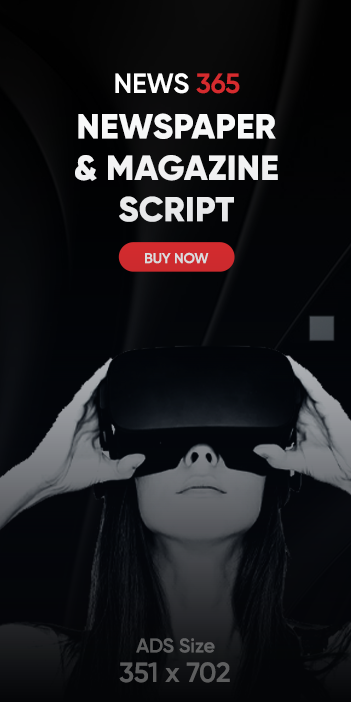 NEWS 365
NEWSPAPER
& MAGAZINE
SCRIPT
BUY NOW
ADS Size
351 x 702